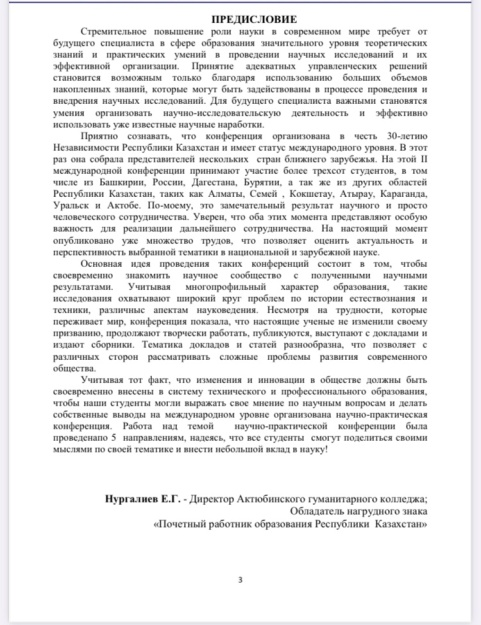 ПРЕДИСЛОВИЕ
Стремительное повышение роли науки в современном мире требует от
будущего специалиста в сфере образования значительного уровня теоретических
знаний и практических умений в проведении научных исследований и их
эффективной организации. Принятие адекватных управленческих решений
становится возможным только благодаря использованию больших объемов
накопленных знаний, которые могут быть задействованы в процессе проведения и
внедрения научных исследований. Для будущего специалиста важными становятся
умения организовать научно-исследовательскую деятельность и эффективно
использовать уже известные научные наработки.
Приятно сознавать, что конференция организована в честь 30-летию
Независимости Республики Казахстан и имеет статус международного уровня. В этот
раз она собрала представителей нескольких стран ближнего зарубежья. На этой II
международной конференции принимают участие более трехсот студентов, в том
числе из Башкирии, России, Дагестана, Бурятии, а так же из других областей
Республики Казахстан, таких как Алматы, Семей , Кокшетау, Атырау, Караганда,
Уральск и Актобе. По-моему, это замечательный результат научного и просто
человеческого сотрудничества. Уверен, что оба этих момента представляют особую
важность для реализации дальнейшего сотрудничества. На настоящий момент
опубликовано уже множество трудов, что позволяет оценить актуальность и
перспективность выбранной тематики в национальной и зарубежной науке.
Основная идея проведения таких конференций состоит в том, чтобы
своевременно знакомить научное сообщество с полученными научными
результатами. Учитывая многопрофильный характер образования, такие
исследования охватывают широкий круг проблем по истории естествознания и
техники, различные апектам науковедения. Несмотря на трудности, которые
переживает мир, конференция показала, что настоящие ученые не изменили своему
призванию, продолжают творчески работать, публикуются, выступают с докладами и
издают сборники. Тематика докладов и статей разнообразна, что позволяет с
различных сторон рассматривать сложные проблемы развития современного
общества.
Учитывая тот факт, что изменения и инновации в обществе должны быть
своевременно внесены в систему технического и профессионального образования,
чтобы наши студенты могли выражать свое мнение по научным вопросам и делать
собственные выводы на международном уровне организована научно-практическая
конференция. Работа над темой научно-практической конференции была
проведенапо 5 направлениям, надеясь, что все студенты смогут поделиться своими
мыслями по своей тематике и внести небольшой вклад в науку!
Нургалиев Е.Г. - Директор Актюбинского гуманитарного колледжа;
Обладатель нагрудного знака
«Почетный работник образования Республики Казахстан»
3